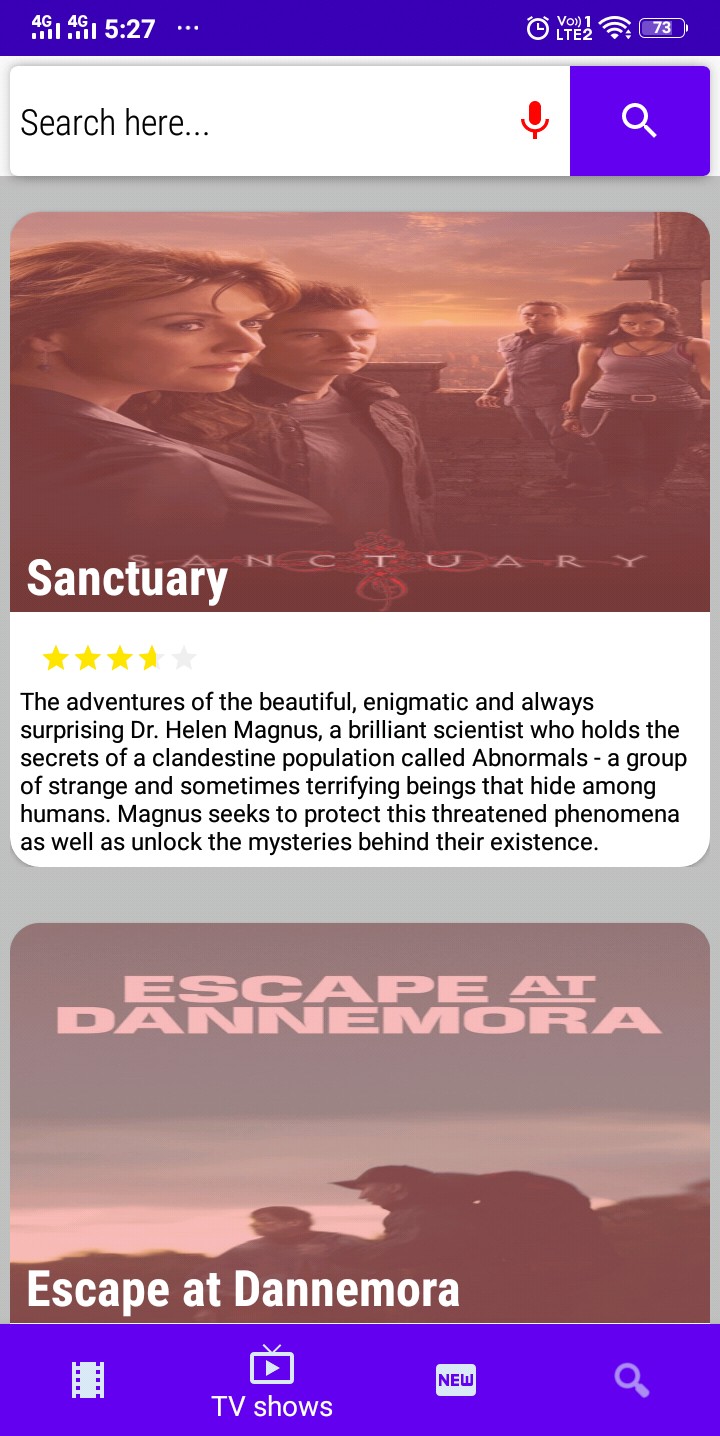 4G 4G 5:27 ... Vo)) 1 LTE2 73
Search here...
SANCTUARY
Sanctuary
The adventures of the beautiful, enigmatic and always
surprising Dr. Helen Magnus, a brilliant scientist who holds the
secrets of a clandestine population called Abnormals - a group
of strange and sometimes terrifying beings that hide among
humans. Magnus seeks to protect this threatened phenomena
as well as unlock the mysteries behind their existence.
ESCAPE AT
DANNEMORA
Escape at Dannemora
NEW
TV shows